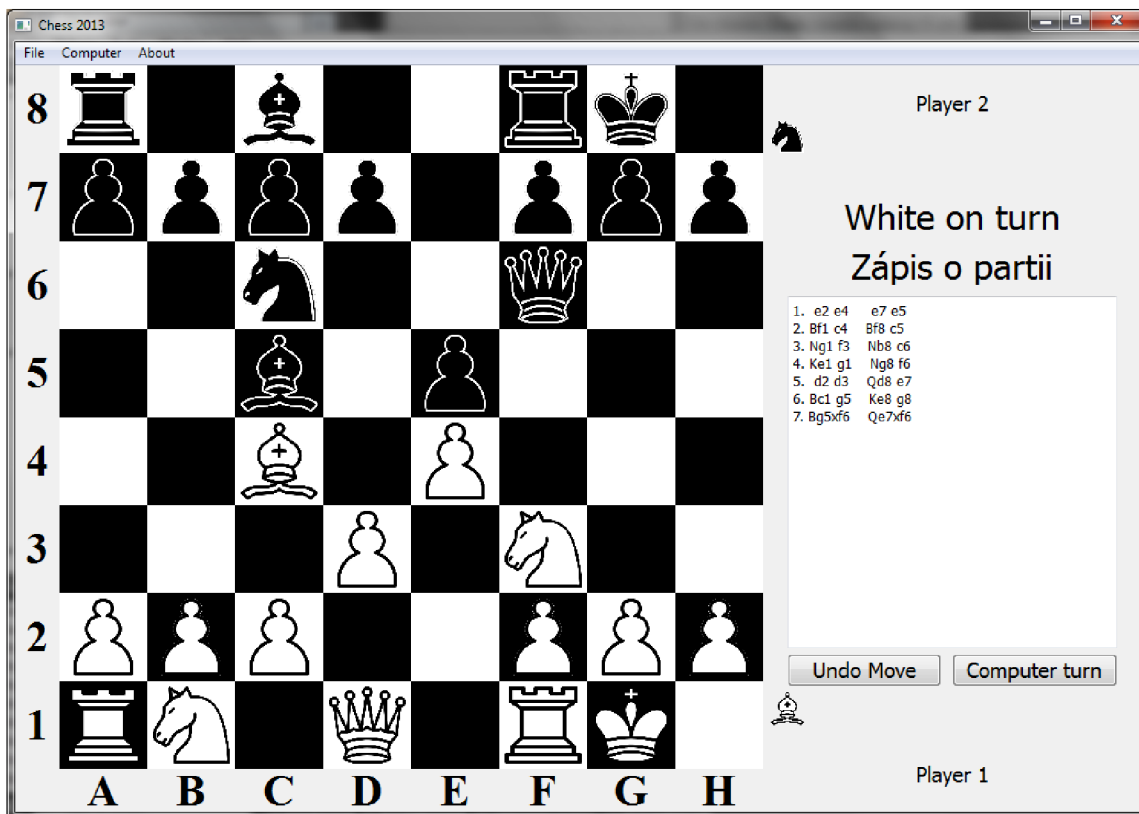 Chess 2013
File Computer About
8
7
6
5
4
3
2
1
A B C D E F G H
Player 2
White on turn
Zápis o partii
1. e2 e4 e7 e5
2. Bf1 c4 Bf8 c5
3. Ng1 f3 Nb8 c6
4. Ke1 g1 Ng8 f6
5. d2 d3 Qd8 e7
6. Bc1 g5 Ke8 g8
7. Bg5xf6 Qe7xf6
Undo Move Computer turn
Player 1